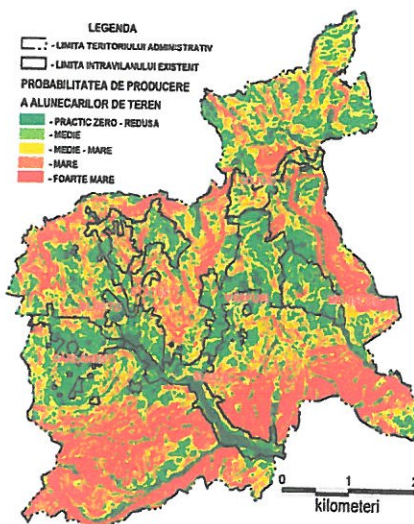 LEGENDA
- LIMITA TERITORIULUI ADMINISTRATIV
- LIMITA INTRAVILANULUI EXISTENT
PROBABILITATEA DE PRODUCERE
A ALUNECARILOR DE TEREN
- PRACTIC ZERO - REDUSA
- MEDIE
- MEDIE - MARE
- MARE
- FOARTE MARE
0 1 2
kilometeri